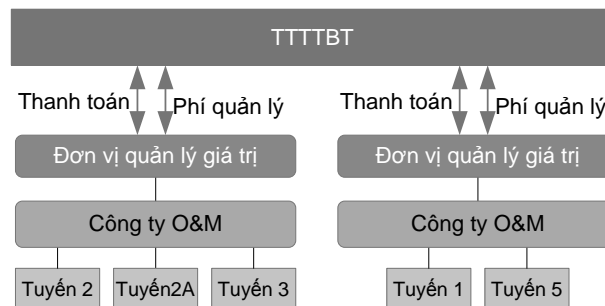 TTTTBT
Thanh toán Phí quản lý Thanh toán Phí quản lý
Đơn vị quản lý giá trị Đơn vị quản lý giá trị
Công ty O&M Công ty O&M
Tuyến 2 Tuyến2A Tuyến 3 Tuyến 1 Tuyến 5